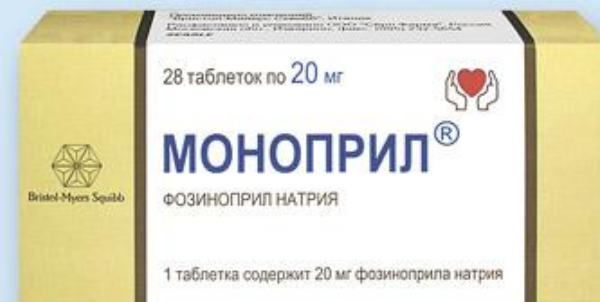 28 таблеток по 20 мг
МОНОПРИЛ®
Bristol-Myers Squibb
ФОЗИНОПРИЛ НАТРИЯ
1 таблетка содержит 20 мг фозиноприла натрия